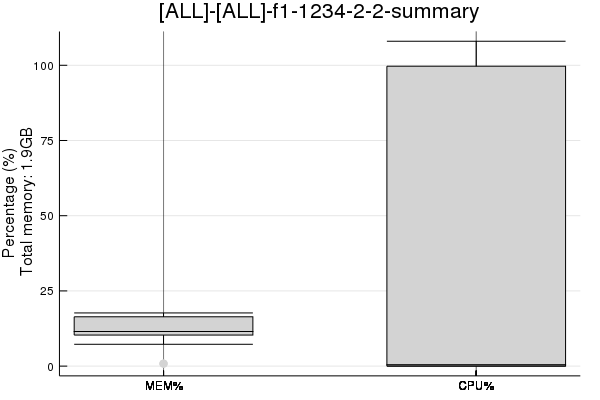 [ALL]-[ALL]-f1-1234-2-2-summary
Percentage (%)
Total memory: 1.9GB
100
75
50
25
0
MEM%
CPU%